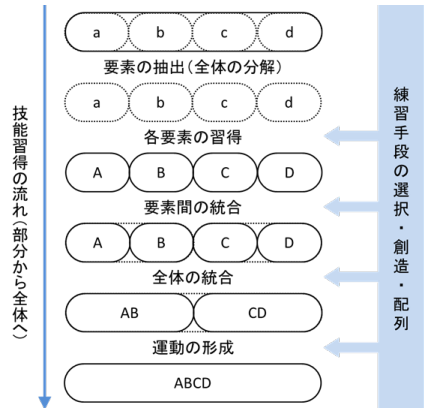 a b c d
要素の抽出（全体の分解）
a b c d
各要素の習得
A B C D
要素間の統合
A B C D
全体の統合
AB CD
運動の形成
ABCD
技能習得の流れ（部分から全体へ）
練習手段の選択・創造・配列